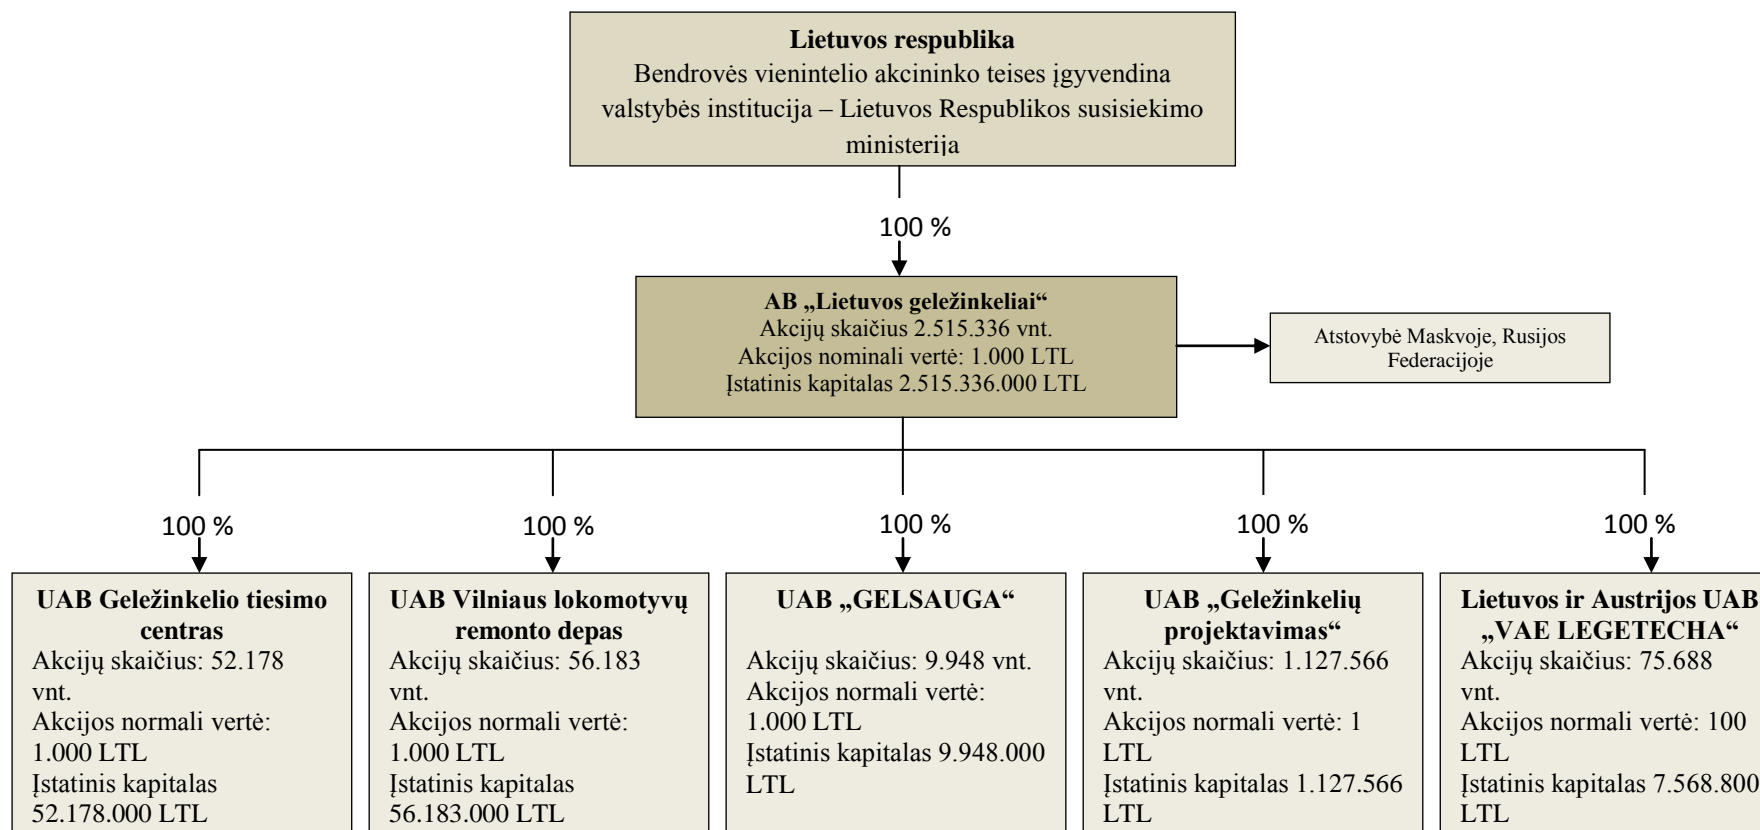 Lietuvos respublika
Bendrovės vienintelio akcininko teises įgyvendina
valstybės institucija – Lietuvos Respublikos susisiekimo
ministerija
100 %
AB „Lietuvos geležinkeliai“
Akcijų skaičius 2.515.336 vnt.
Akcijos nominali vertė: 1.000 LTL
Įstatinis kapitalas 2.515.336.000 LTL
Atstovybė Maskvoje, Rusijos
Federacijoje
100 %
100 %
100 %
100 %
100 %
UAB Geležinkelio tiesimo
centras
Akcijų skaičius: 52.178
vnt.
Akcijos normali vertė:
1.000 LTL
Įstatinis kapitalas
52.178.000 LTL
UAB Vilniaus lokomotyvų
remonto depas
Akcijų skaičius: 56.183
vnt.
Akcijos normali vertė:
1.000 LTL
Įstatinis kapitalas
56.183.000 LTL
UAB „GELSAUGA“
Akcijų skaičius: 9.948 vnt.
Akcijos normali vertė:
1.000 LTL
Įstatinis kapitalas 9.948.000
LTL
UAB „Geležinkelių
projektavimas“
Akcijų skaičius: 1.127.566
vnt.
Akcijos normali vertė: 1
LTL
Įstatinis kapitalas 1.127.566
LTL
Lietuvos ir Austrijos UAB
„VAE LEGETECHA“
Akcijų skaičius: 75.688
vnt.
Akcijos normali vertė: 100
LTL
Įstatinis kapitalas 7.568.800
LTL